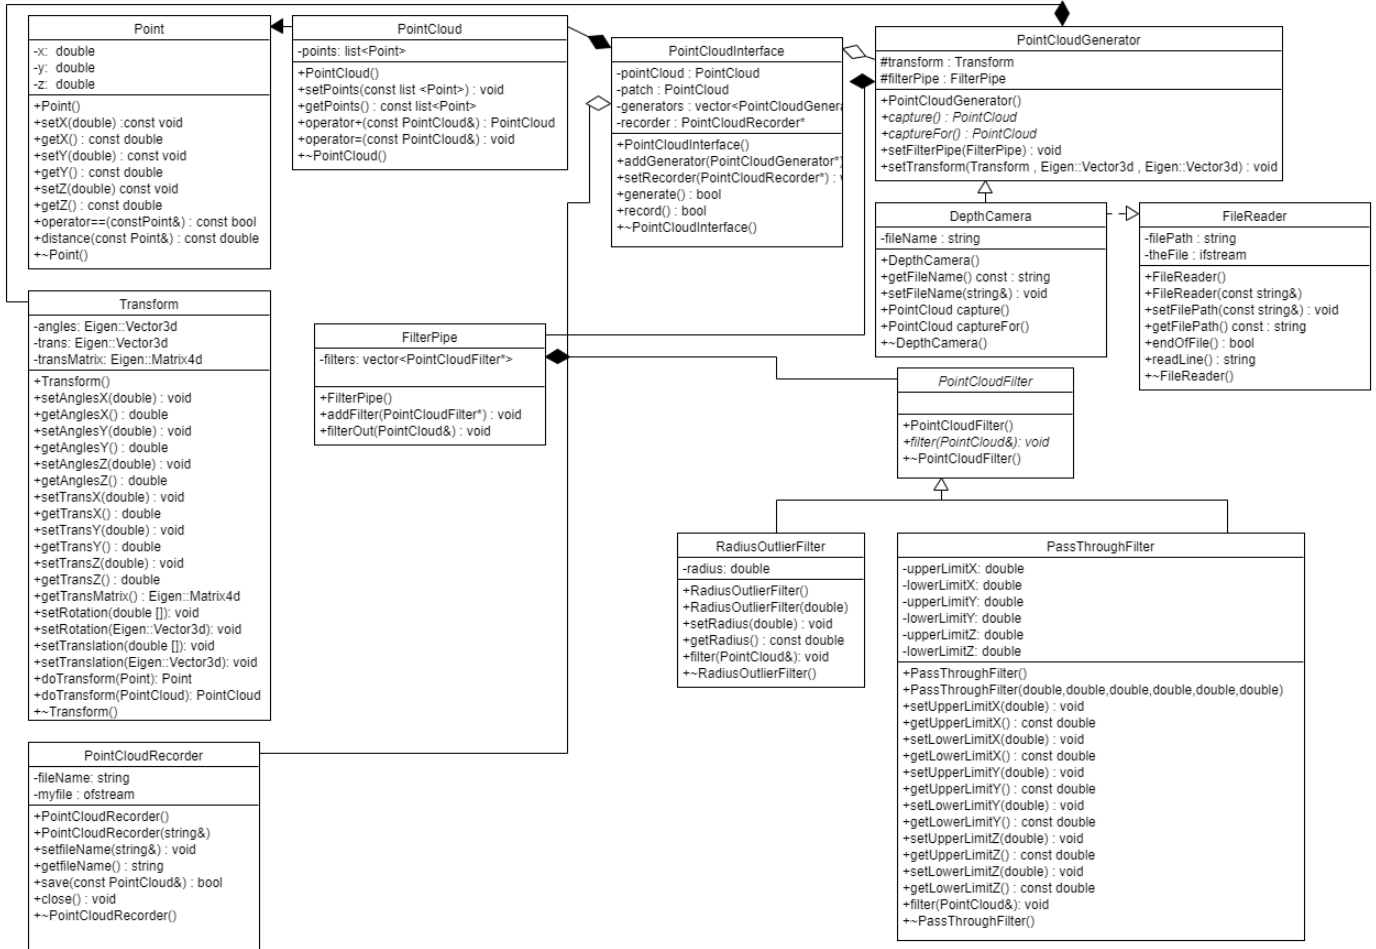 Point
-x: double
-y: double
-z: double
+Point()
+setX(double) :const void
+getX() : const double
+setY(double) : const void
+getY() : const double
+setZ(double) const void
+getZ() : const double
+operator==(constPoint&) : const bool
+distance(const Point&) : const double
+~Point()
PointCloud
-points: list<Point>
+PointCloud()
+setPoints(const list <Point>) : void
+getPoints() : const list<Point>
+operator+(const PointCloud&) : PointCloud
+operator=(const PointCloud&) : void
+~PointCloud()
PointCloudInterface
-pointCloud : PointCloud
-patch : PointCloud
-generators : vector<PointCloudGenera
-recorder : PointCloudRecorder*
+PointCloudInterface()
+addGenerator(PointCloudGenerator*)
+setRecorder(PointCloudRecorder*) :
+generate() : bool
+record() : bool
+~PointCloudInterface()
PointCloudGenerator
#transform : Transform
#filterPipe : FilterPipe
+PointCloudGenerator()
+capture() : PointCloud
+captureFor() : PointCloud
+setFilterPipe(FilterPipe) : void
+setTransform(Transform , Eigen::Vector3d , Eigen::Vector3d) : void
DepthCamera
-fileName : string
+DepthCamera()
+getFileName() const : string
+setFileName(string&) : void
+PointCloud capture()
+PointCloud captureFor()
+~DepthCamera()
FileReader
-filePath : string
-theFile : ifstream
+FileReader()
+FileReader(const string&)
+setFilePath(const string&) : void
+getFilePath() const : string
+endOfFile() : bool
+readLine() : string
+~FileReader()
Transform
-angles: Eigen::Vector3d
-trans: Eigen::Vector3d
-transMatrix: Eigen::Matrix4d
+Transform()
+setAnglesX(double) : void
+getAnglesX() : double
+setAnglesY(double) : void
+getAnglesY() : double
+setAnglesZ(double) : void
+getAnglesZ() : double
+setTransX(double) : void
+getTransX() : double
+setTransY(double) : void
+getTransY() : double
+setTransZ(double) : void
+getTransZ() : double
+getTransMatrix() : Eigen::Matrix4d
+setRotation(double []): void
+setRotation(Eigen::Vector3d): void
+setTranslation(double []): void
+setTranslation(Eigen::Vector3d): void
+doTransform(Point): Point
+doTransform(PointCloud): PointCloud
+~Transform()
FilterPipe
-filters: vector<PointCloudFilter*>
+FilterPipe()
+addFilter(PointCloudFilter*) : void
+filterOut(PointCloud&) : void
PointCloudFilter
+PointCloudFilter()
+filter(PointCloud&): void
+~PointCloudFilter()
RadiusOutlierFilter
-radius: double
+RadiusOutlierFilter()
+RadiusOutlierFilter(double)
+setRadius(double) : void
+getRadius() : const double
+filter(PointCloud&): void
+~RadiusOutlierFilter()
PassThroughFilter
-upperLimitX: double
-lowerLimitX: double
-upperLimitY: double
-lowerLimitY: double
-upperLimitZ: double
-lowerLimitZ: double
+PassThroughFilter()
+PassThroughFilter(double,double,double,double,double,double)
+setUpperLimitX(double) : void
+getUpperLimitX() : const double
+setLowerLimitX(double) : void
+getLowerLimitX() : const double
+setUpperLimitY(double) : void
+getUpperLimitY() : const double
+setLowerLimitY(double) : void
+getLowerLimitY() : const double
+setUpperLimitZ(double) : void
+getUpperLimitZ() : const double
+setLowerLimitZ(double) : void
+getLowerLimitZ() : const double
+filter(PointCloud&): void
+~PassThroughFilter()
PointCloudRecorder
-fileName: string
-myfile : ofstream
+PointCloudRecorder()
+PointCloudRecorder(string&)
+setfileName(string&) : void
+getfileName() : string
+save(const PointCloud&) : bool
+close() : void
+~PointCloudRecorder()